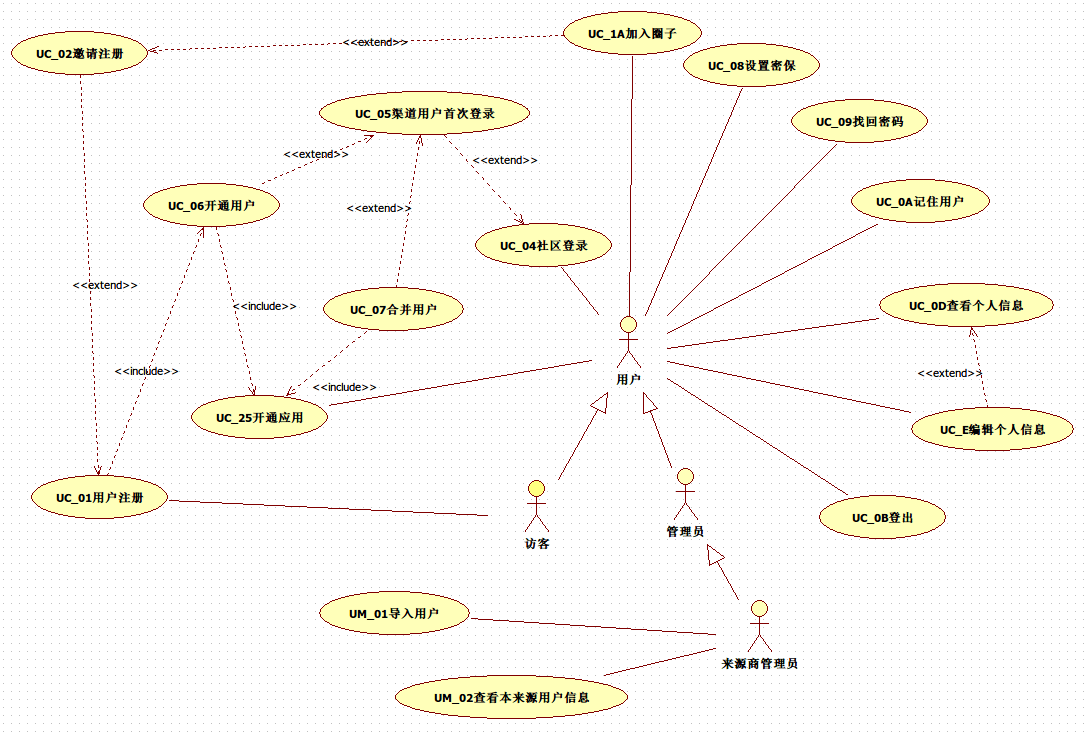 UC_1A加入圈子
UC_02邀请注册
<<extend>>
UC_08设置密保
UC_05渠道用户首次登录
UC_09找回密码
<<extend>>
<<extend>>
UC_06开通用户
<<extend>>
UC_0A记住用户
UC_04社区登录
<<extend>>
<<include>>
UC_07合并用户
UC_0D查看个人信息
<<include>>
用户
<<extend>>
<<include>>
UC_25开通应用
UC_E编辑个人信息
UC_01用户注册
UC_0B登出
访客
管理员
UM_01导入用户
来源商管理员
UM_02查看本来源用户信息